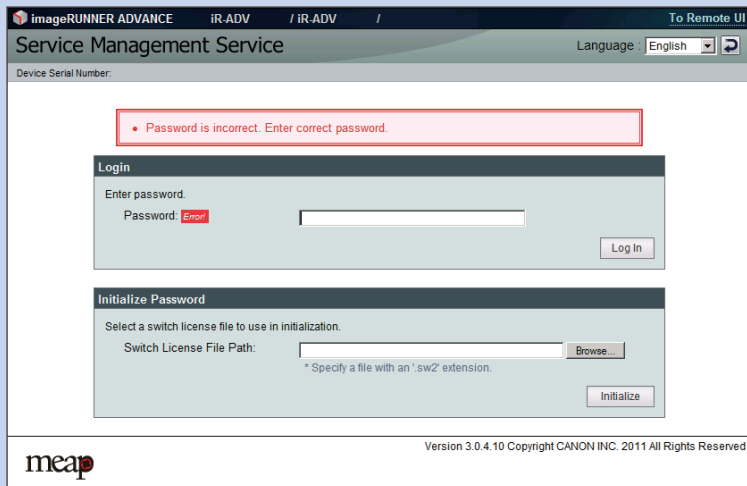 imageRUNNER ADVANCE iR-ADV / iR-ADV / To Remote UI
Service Management Service Language : English
Device Serial Number:
• Password is incorrect. Enter correct password.
Login
Enter password.
Password: Error!
Log In
Initialize Password
Select a switch license file to use in initialization.
Switch License File Path: Browse...
* Specify a file with an '.sw2' extension.
Initialize
Version 3.0.4.10 Copyright CANON INC. 2011 All Rights Reserved
meap